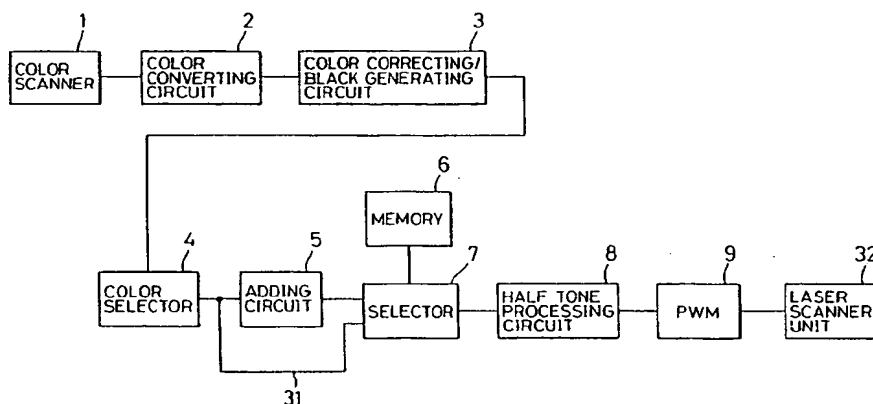 1
2
3
COLOR
SCANNER
COLOR
CONVERTING
CIRCUIT
COLOR CORRECTING/
BLACK GENERATING
CIRCUIT
6
MEMORY
4
5
7
8
9
32
COLOR
SELECTOR
ADDING
CIRCUIT
SELECTOR
HALF TONE
PROCESSING
CIRCUIT
PWM
LASER
SCANNER
UNIT
31